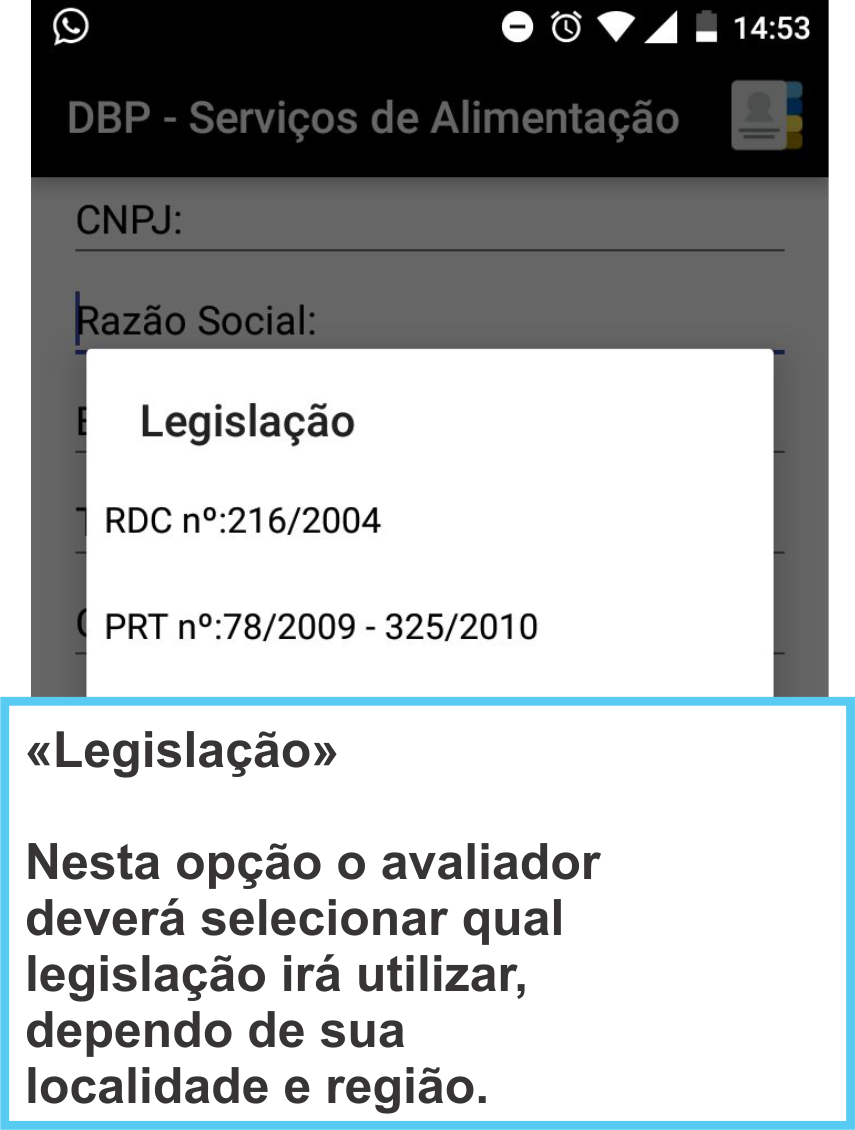 14:53
DBP - Serviços de Alimentação
CNPJ:
Razão Social:
Legislação
RDC nº:216/2004
PRT nº:78/2009 - 325/2010
«Legislação»
Nesta opção o avaliador
deverá selecionar qual
legislação irá utilizar,
dependo de sua
localidade e região.